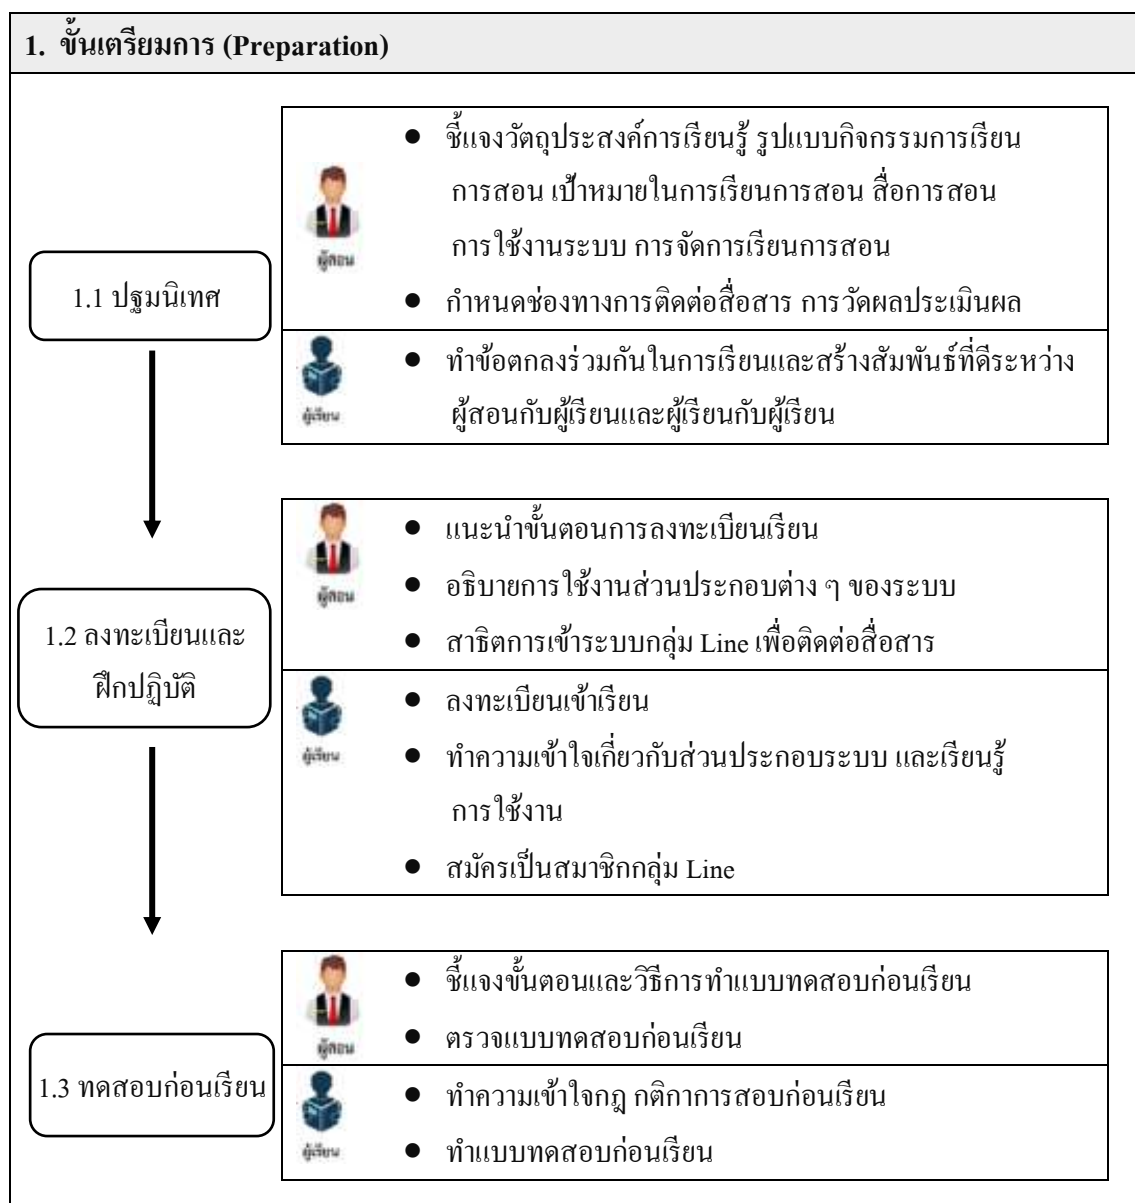 1. ขั้นเตรียมการ (Preparation)
● ชี้แจงวัตถุประสงค์การเรียนรู้ รูปแบบกิจกรรมการเรียน
การสอน เป้าหมายในการเรียนการสอน สื่อการสอน
การใช้งานระบบ การจัดการเรียนการสอน
ผู้สอน
1.1 ปฐมนิเทศ
● กำหนดช่องทางการติดต่อสื่อสาร การวัดผลประเมินผล
● ทำข้อตกลงร่วมกันในการเรียนและสร้างสัมพันธ์ที่ดีระหว่าง
ผู้สอนกับผู้เรียนและผู้เรียนกับผู้เรียน
ผู้เรียน
● แนะนำขั้นตอนการลงทะเบียนเรียน
● อธิบายการใช้งานส่วนประกอบต่าง ๆ ของระบบ
ผู้สอน
● สาธิตการเข้าระบบกลุ่ม Line เพื่อติดต่อสื่อสาร
1.2 ลงทะเบียนและ
ฝึกปฏิบัติ
● ลงทะเบียนเข้าเรียน
● ทำความเข้าใจเกี่ยวกับส่วนประกอบระบบ และเรียนรู้
การใช้งาน
ผู้เรียน
● สมัครเป็นสมาชิกกลุ่ม Line
● ชี้แจงขั้นตอนและวิธีการทำแบบทดสอบก่อนเรียน
● ตรวจแบบทดสอบก่อนเรียน
ผู้สอน
1.3 ทดสอบก่อนเรียน
● ทำความเข้าใจกฎ กติกาการสอบก่อนเรียน
● ทำแบบทดสอบก่อนเรียน
ผู้เรียน